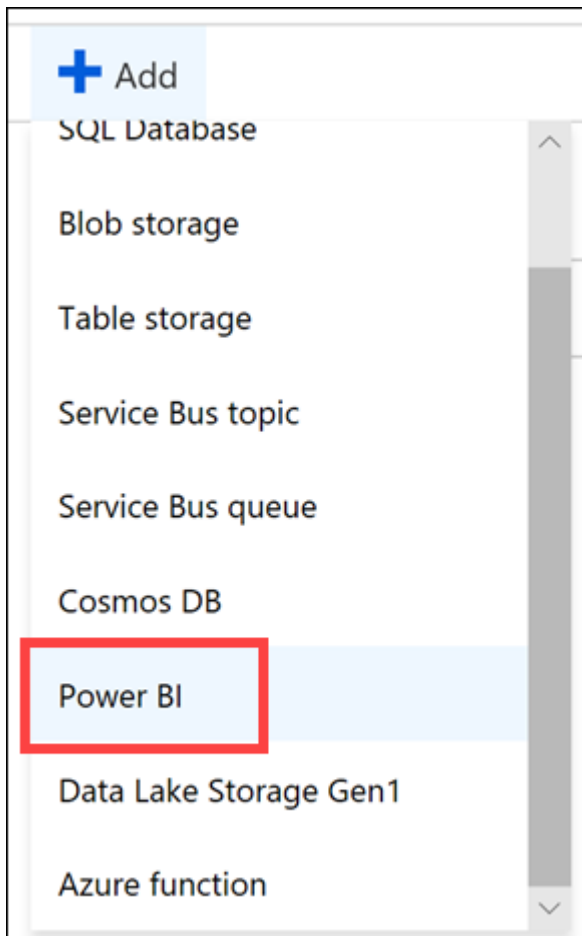 Add
SQL Database
Blob storage
Table storage
Service Bus topic
Service Bus queue
Cosmos DB
Power BI
Data Lake Storage Gen1
Azure function